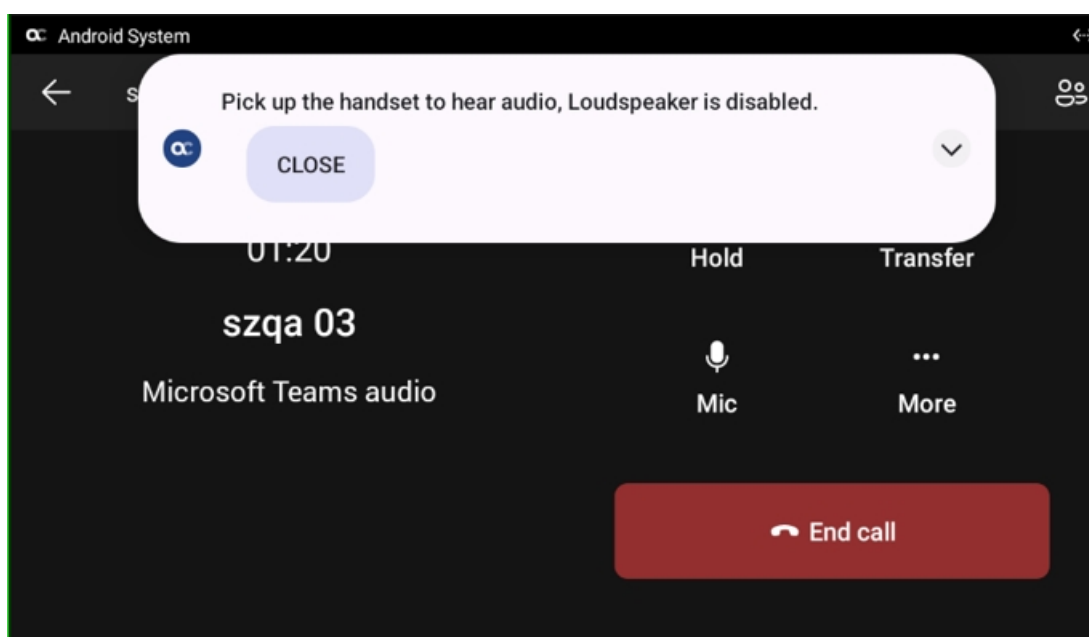 Android System
Pick up the handset to hear audio, Loudspeaker is disabled.
CLOSE
01:20
szqa 03
Microsoft Teams audio
Hold
Transfer
Mic
More
End call